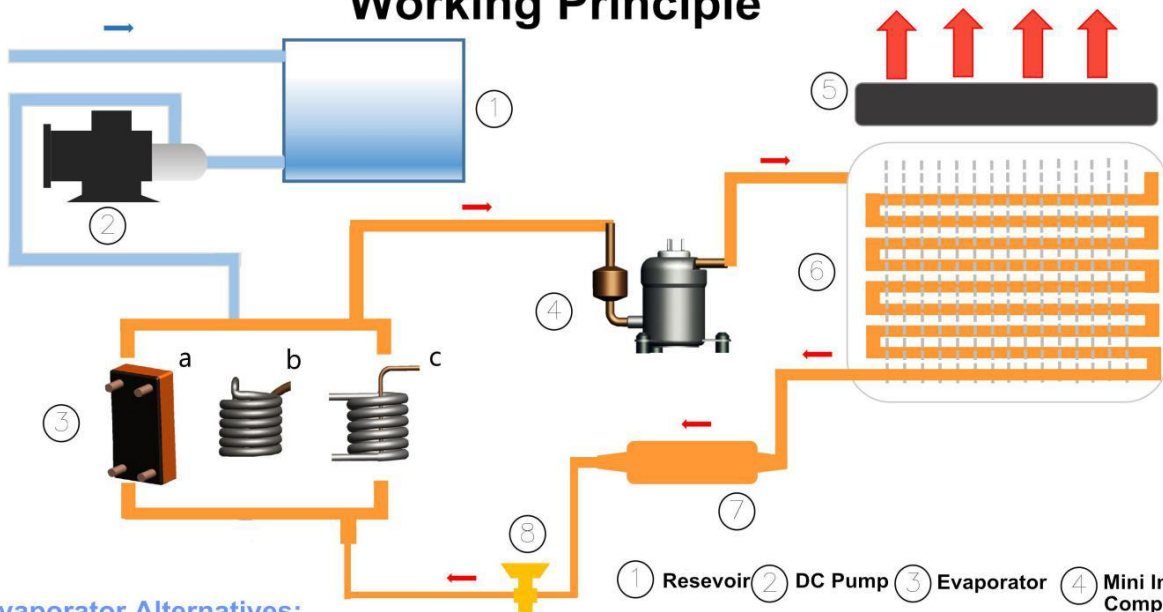 Working Principle
1
5
2
6
4
a
b
c
3
7
8
1 Resevoir 2 DC Pump 3 Evaporator 4 Mini In
Comp
vaporator Alternatives: